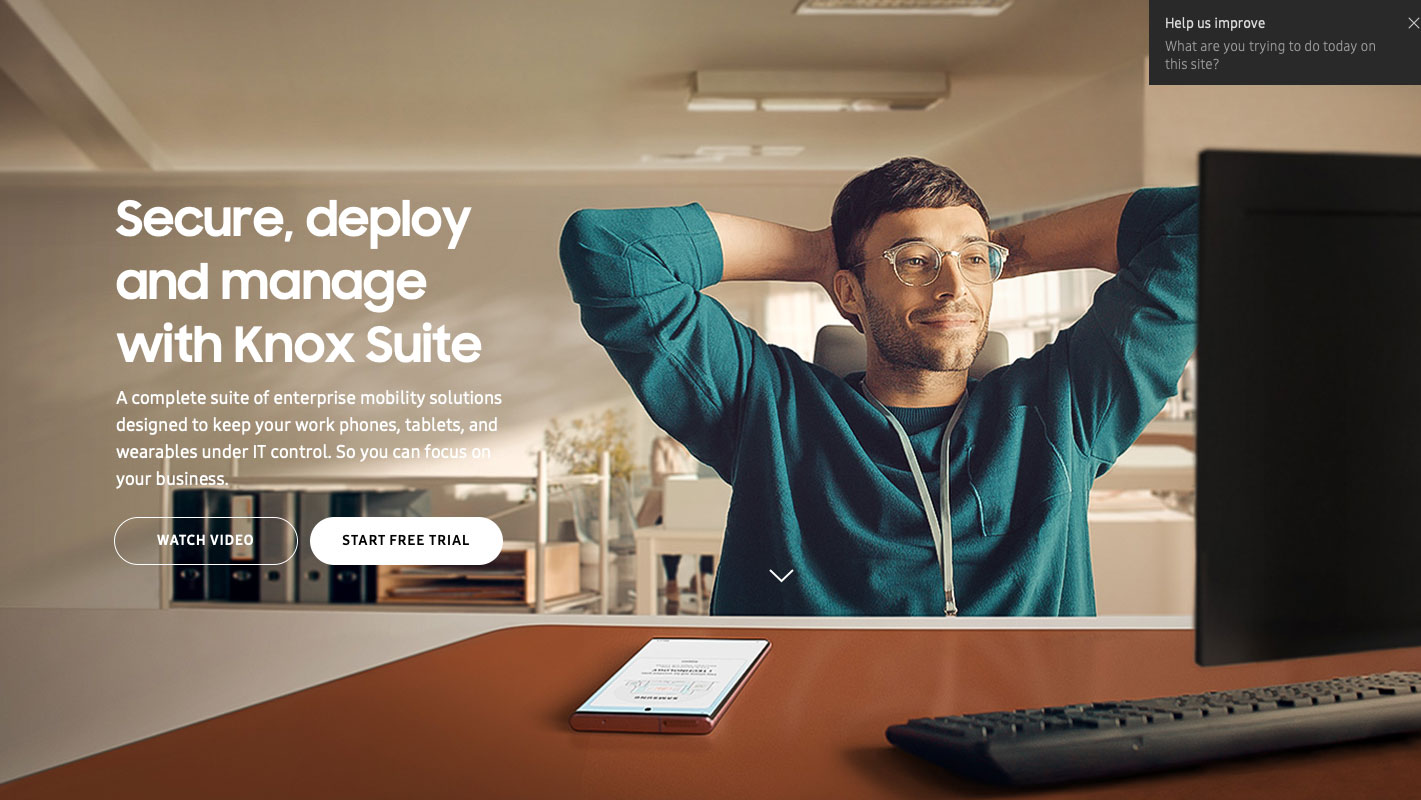 Help us improve
What are you trying to do today on
this site?
Secure, deploy
and manage
with Knox Suite
A complete suite of enterprise mobility solutions
designed to keep your work phones, tablets, and
wearables under IT control. So you can focus on
your business.
WATCH VIDEO
START FREE TRIAL
SAMSUNG